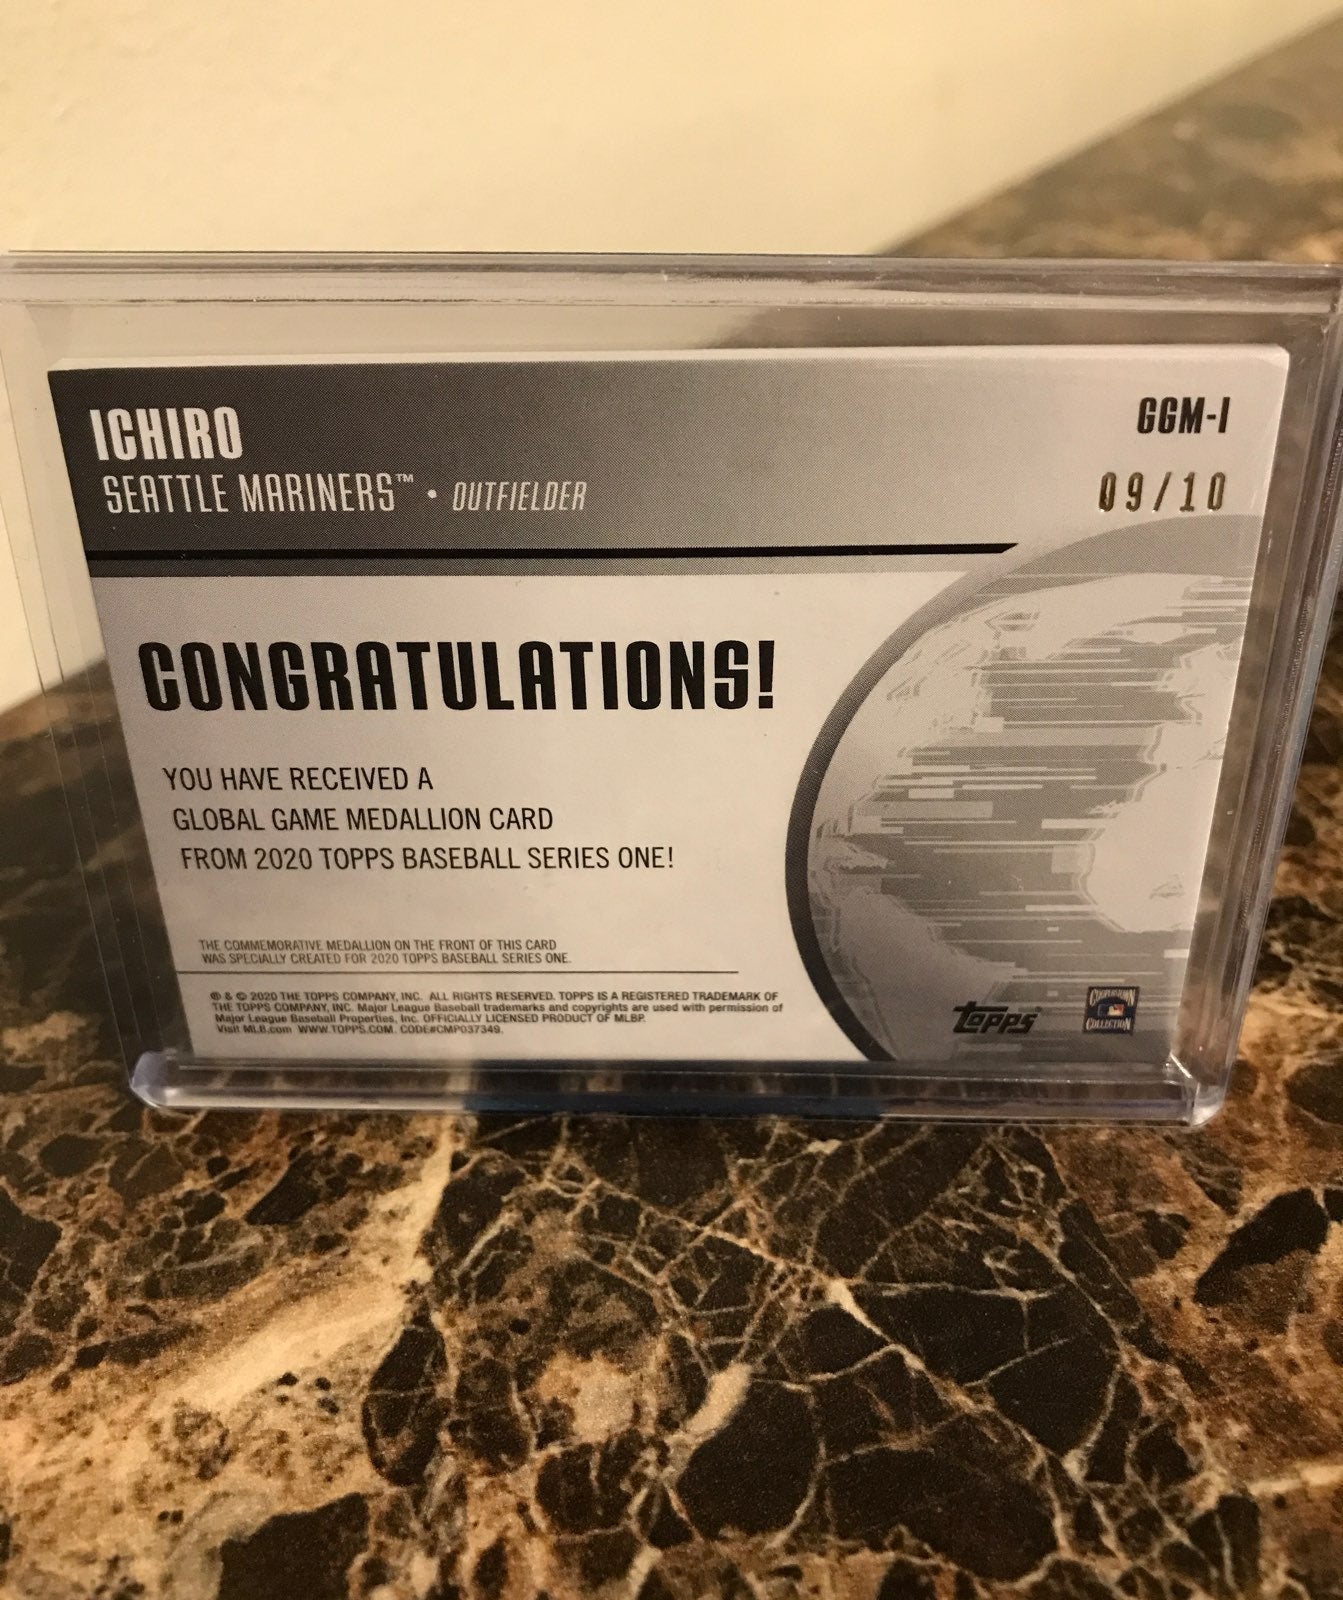 ICHIRO
SEATTLE MARINERS™ • OUTFIELDER
GGM-I
09/10
CONGRATULATIONS!
YOU HAVE RECEIVED A
GLOBAL GAME MEDALLION CARD
FROM 2020 TOPPS BASEBALL SERIES ONE!
THE COMMEMORATIVE MEDALLION ON THE FRONT OF THIS CARD
WAS SPECIALLY CREATED FOR 2020 TOPPS BASEBALL SERIES ONE.
® & © 2020 THE TOPPS COMPANY, INC. ALL RIGHTS RESERVED. TOPPS IS A REGISTERED TRADEMARK OF
THE TOPPS COMPANY, INC. Major League Baseball trademarks and copyrights are used with permission of
Major League Baseball Properties, Inc. OFFICIALLY LICENSED PRODUCT OF MLBP.
Visit MLB.com WWW.TOPPS.COM. CODE#CMP037349.
Topps
COOPERSTOWN
COLLECTION